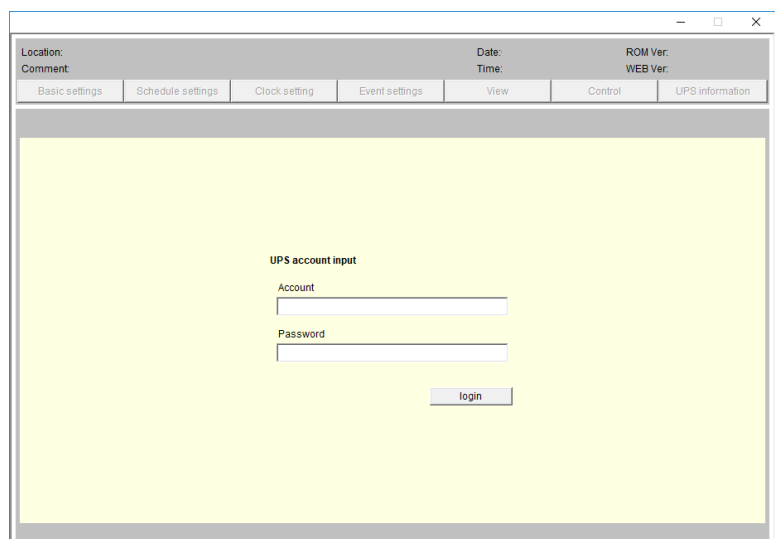 Location: Date: ROM Ver:
Comment: Time: WEB Ver:
Basic settings Schedule settings Clock setting Event settings View Control UPS information
UPS account input
Account
Password
login